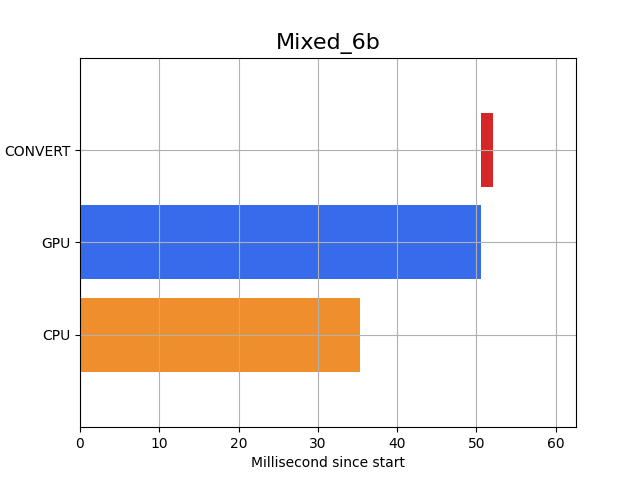 Mixed_6b
CONVERT
GPU
CPU
0 10 20 30 40 50 60
Millisecond since start